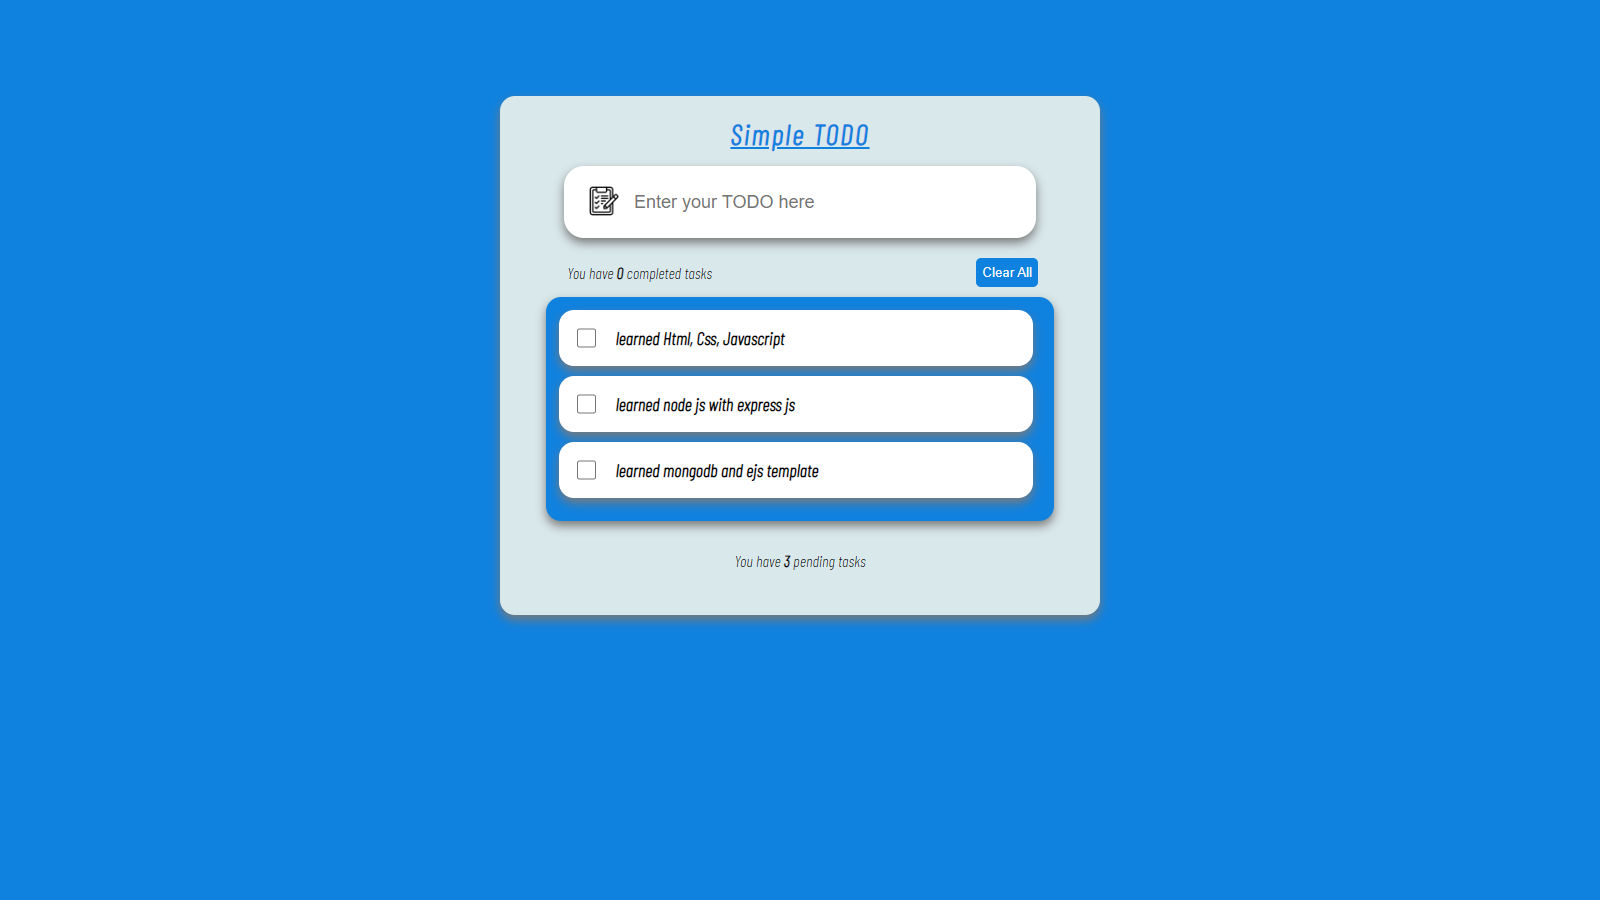 Simple TODO
Enter your TODO here
You have 0 completed tasks
Clear All
learned Html, Css, Javascript
learned node js with express js
learned mongodb and ejs template
You have 3 pending tasks